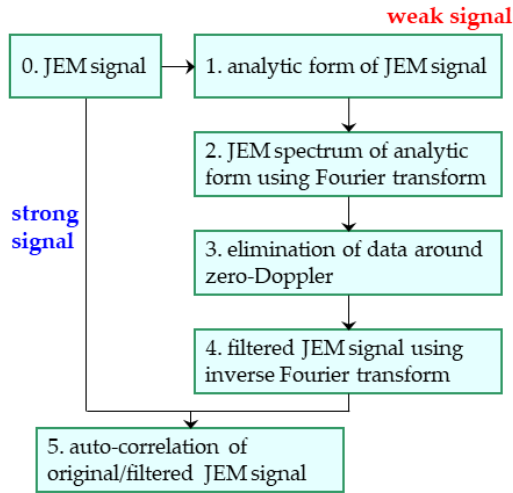 weak signal
0. JEM signal
1. analytic form of JEM signal
2. JEM spectrum of analytic
form using Fourier transform
strong
signal
3. elimination of data around
zero-Doppler
4. filtered JEM signal using
inverse Fourier transform
5. auto-correlation of
original/filtered JEM signal